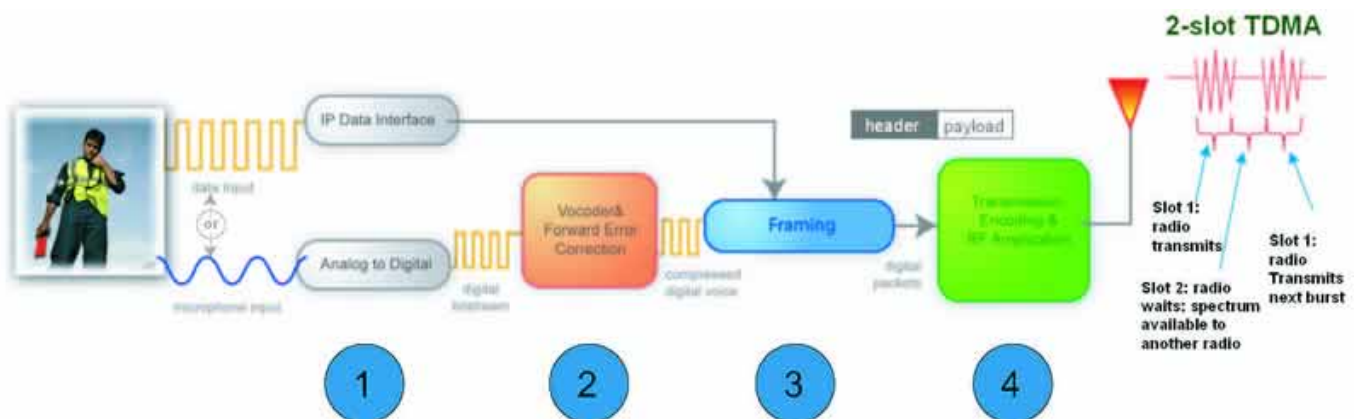 2-slot TDMA
IP Data Interface
header
payload
data input
or
Vocoder&
Forward Error
Correction
Framing
Transmission
Encoding &
RF Amplification
Slot 1:
radio
transmits
Slot 1:
radio
Transmits
next burst
Analog to Digital
digital
bitstream
compressed
digital voice
digital
packets
Slot 2: radio
waits: spectrum
available to
another radio
microphone input
1
2
3
4